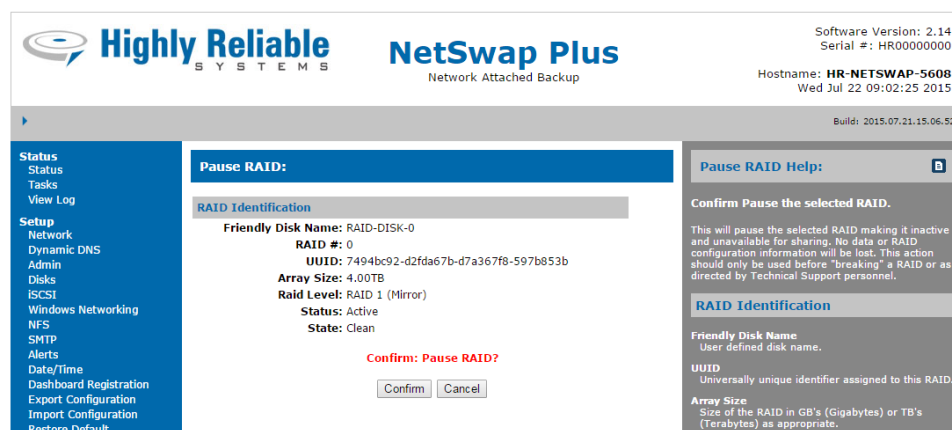 Highly Reliable
SYSTEMS
NetSwap Plus
Network Attached Backup
Software Version: 2.14
Serial #: HR00000000
Hostname: HR-NETSWAP-5608
Wed Jul 22 09:02:25 2015
Build: 2015.07.21.15.06.52
Status
Status
Tasks
View Log
Setup
Network
Dynamic DNS
Admin
Disks
iSCSI
Windows Networking
NFS
SMTP
Alerts
Date/Time
Dashboard Registration
Export Configuration
Import Configuration
Restore Default
Pause RAID:
RAID Identification
Friendly Disk Name: RAID-DISK-0
RAID #: 0
UUID: 7494bc92-d2fda67b-d7a367f8-597b853b
Array Size: 4.00TB
Raid Level: RAID 1 (Mirror)
Status: Active
State: Clean
Confirm: Pause RAID?
Confirm Cancel
Pause RAID Help:
Confirm Pause the selected RAID.
This will pause the selected RAID making it inactive
and unavailable for sharing. No data or RAID
configuration information will be lost. This action
should only be used before "breaking" a RAID or as
directed by Technical Support personnel.
RAID Identification
Friendly Disk Name
User defined disk name.
UUID
Universally unique identifier assigned to this RAID.
Array Size
Size of the RAID in GB's (Gigabytes) or TB's
(Terabytes) as appropriate.